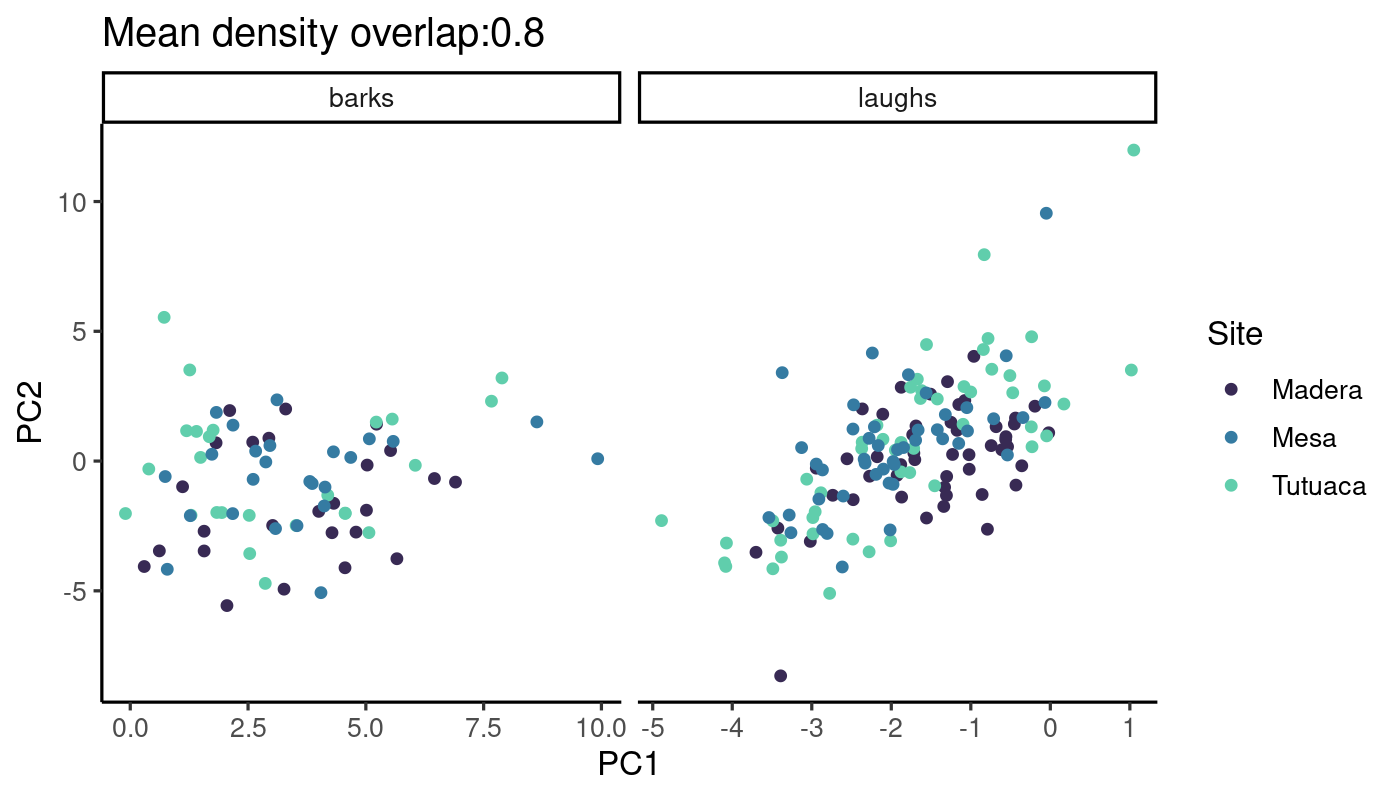 Mean density overlap:0.8
barks
laughs
PC2
10
5
0
-5
0.0 2.5 5.0 7.5 10.0
-5 -4 -3 -2 -1 0 1
PC1
Site
Madera
Mesa
Tutuaca